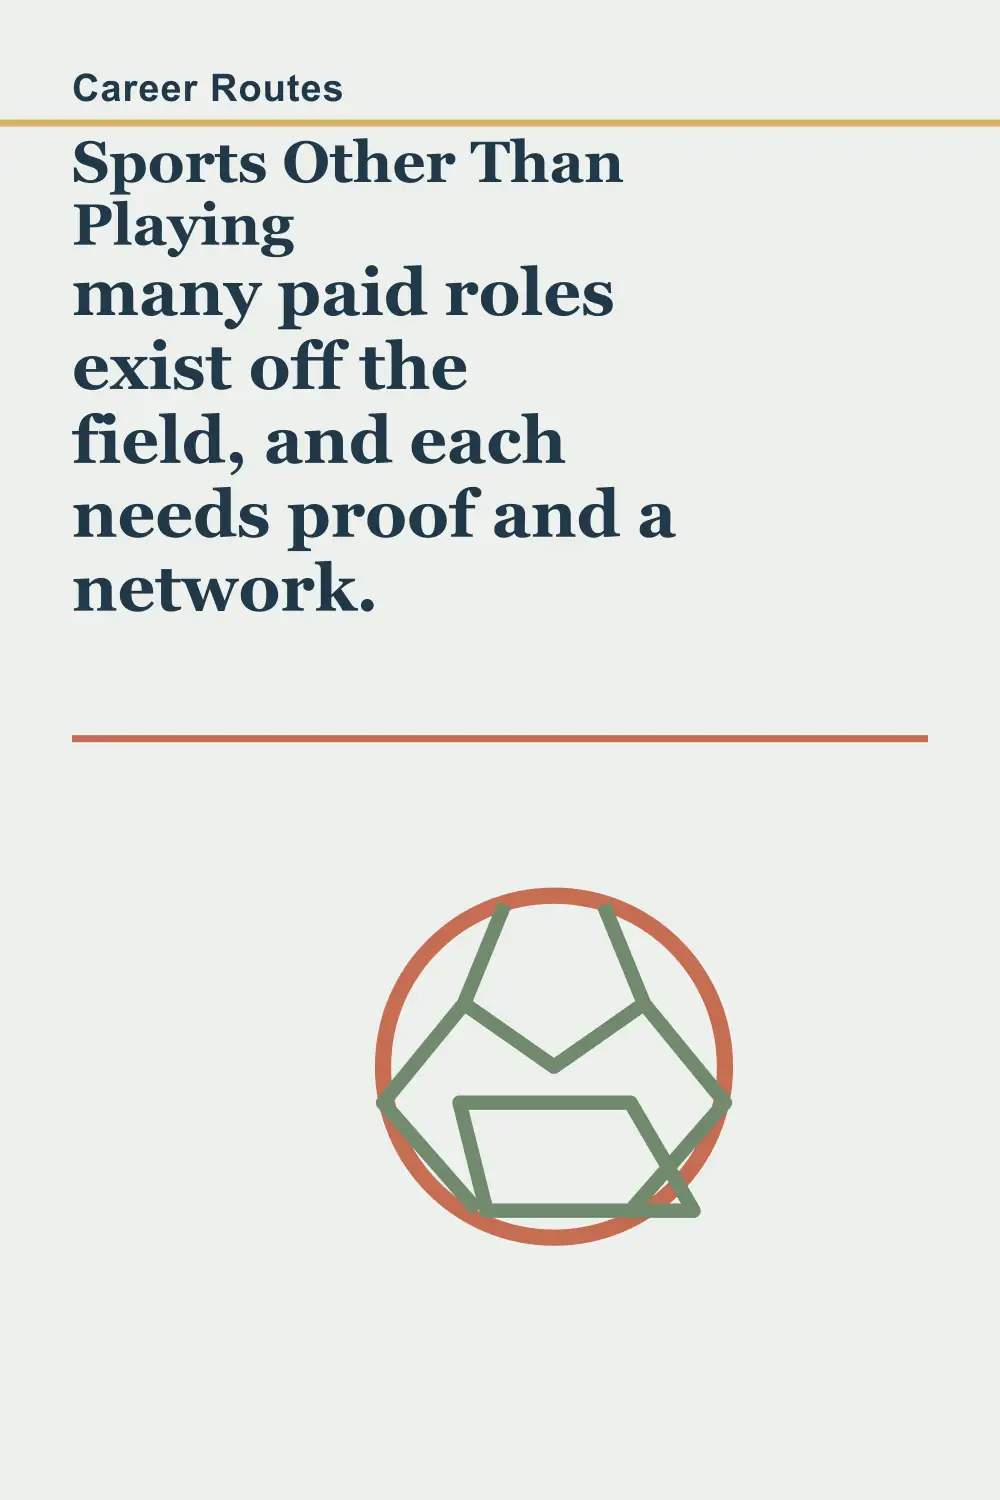 Career Routes
Sports Other Than
Playing
many paid roles
exist off the
field, and each
needs proof and a
network.